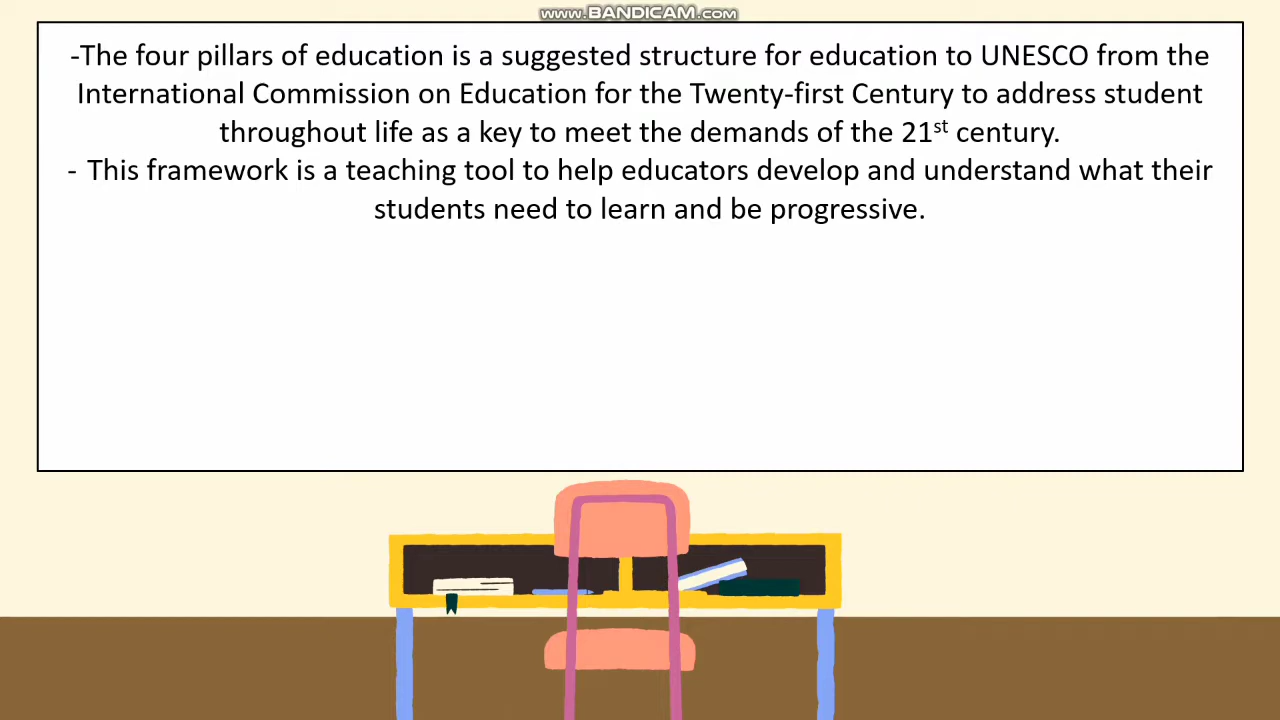 www.BANDICAM.com
-The four pillars of education is a suggested structure for education to UNESCO from the
International Commission on Education for the Twenty-first Century to address student
throughout life as a key to meet the demands of the 21st century.
- This framework is a teaching tool to help educators develop and understand what their
students need to learn and be progressive.